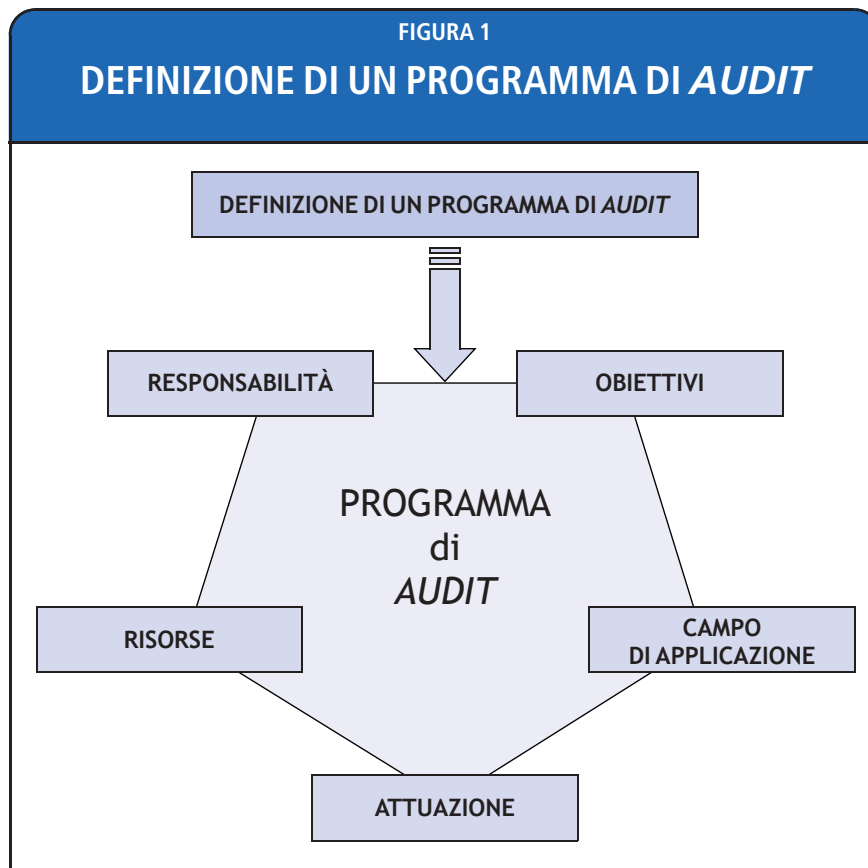 FIGURA 1
DEFINIZIONE DI UN PROGRAMMA DI AUDIT
DEFINIZIONE DI UN PROGRAMMA DI AUDIT
RESPONSABILITÀ
OBIETTIVI
PROGRAMMA
di
AUDIT
RISORSE
CAMPO
DI APPLICAZIONE
ATTUAZIONE